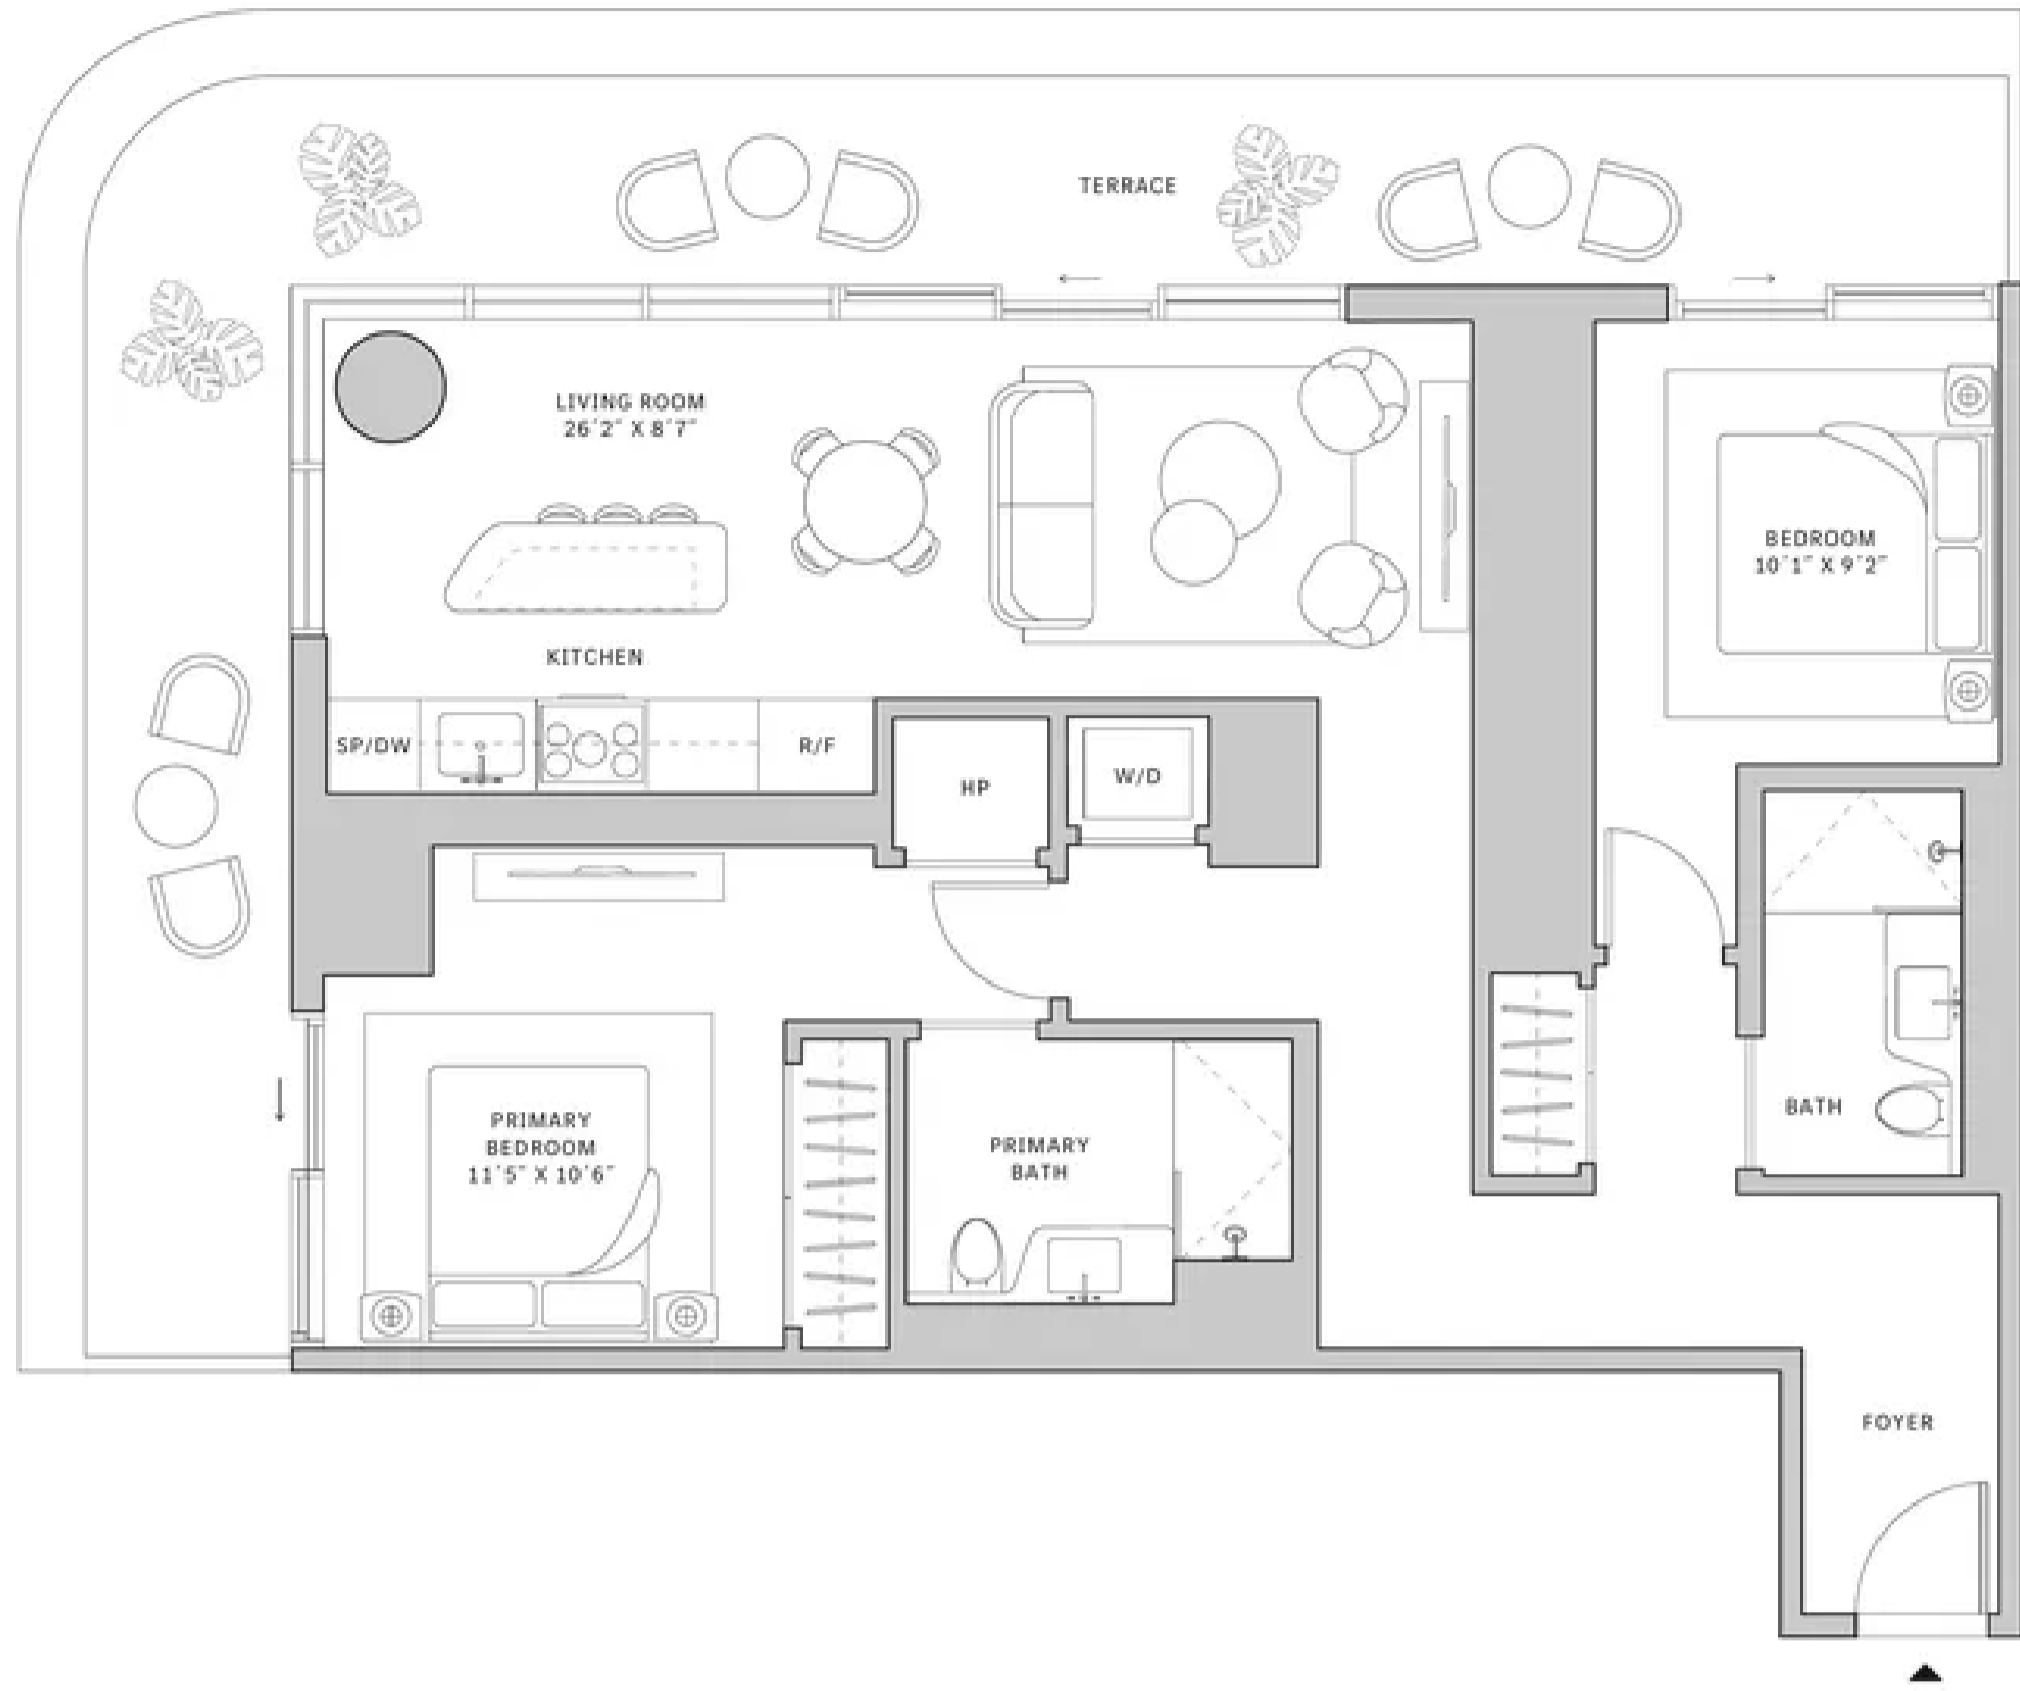 TERRACE
LIVING ROOM
26'2" X 8'7"
BEDROOM
10'1" X 9'2"
KITCHEN
SP/DW
R/F
HP
W/D
PRIMARY
BEDROOM
11'5" X 10'6"
PRIMARY
BATH
BATH
FOYER